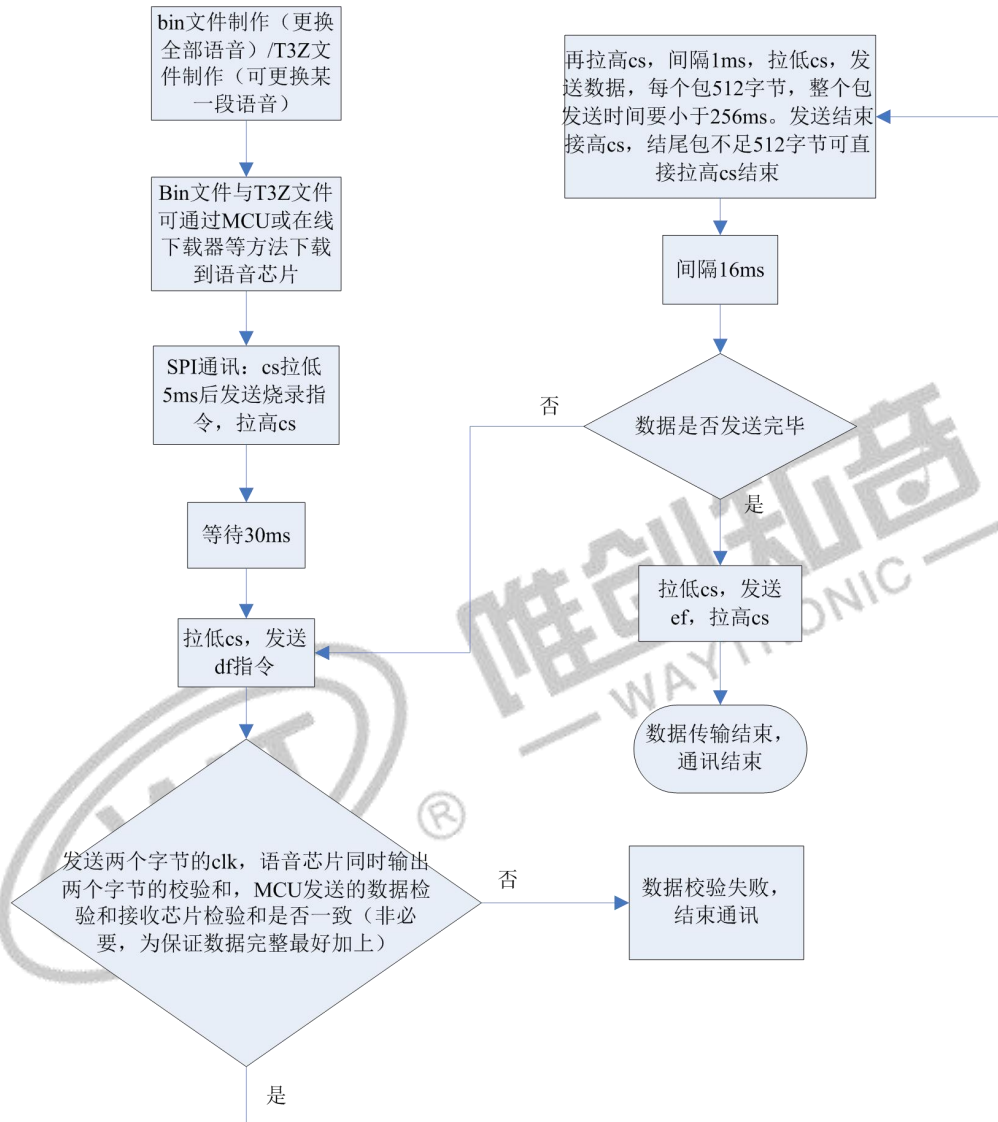 bin文件制作（更换
全部语音）/T3Z文
件制作（可更换某
一段语音）
Bin文件与T3Z文件
可通过MCU或在线
下载器等方法下载
到语音芯片
SPI通讯：cs拉低
5ms后发送烧录指
令，拉高cs
等待30ms
拉低cs，发送
df指令
发送两个字节的clk，语音芯片同时输出
两个字节的校验和，MCU发送的数据检
验和接收芯片检验和是否一致（非必
要，为保证数据完整最好加上）
是
否
数据校验失败，
结束通讯
再拉高cs，间隔1ms，拉低cs，发
送数据，每个包512字节，整个包
发送时间要小于256ms。发送结束
接高cs，结尾包不足512字节可直
接拉高cs结束
间隔16ms
数据是否发送完毕
否
是
拉低cs，发送
ef，拉高cs
数据传输结束，
通讯结束
唯创知音
WAYTRONIC
®